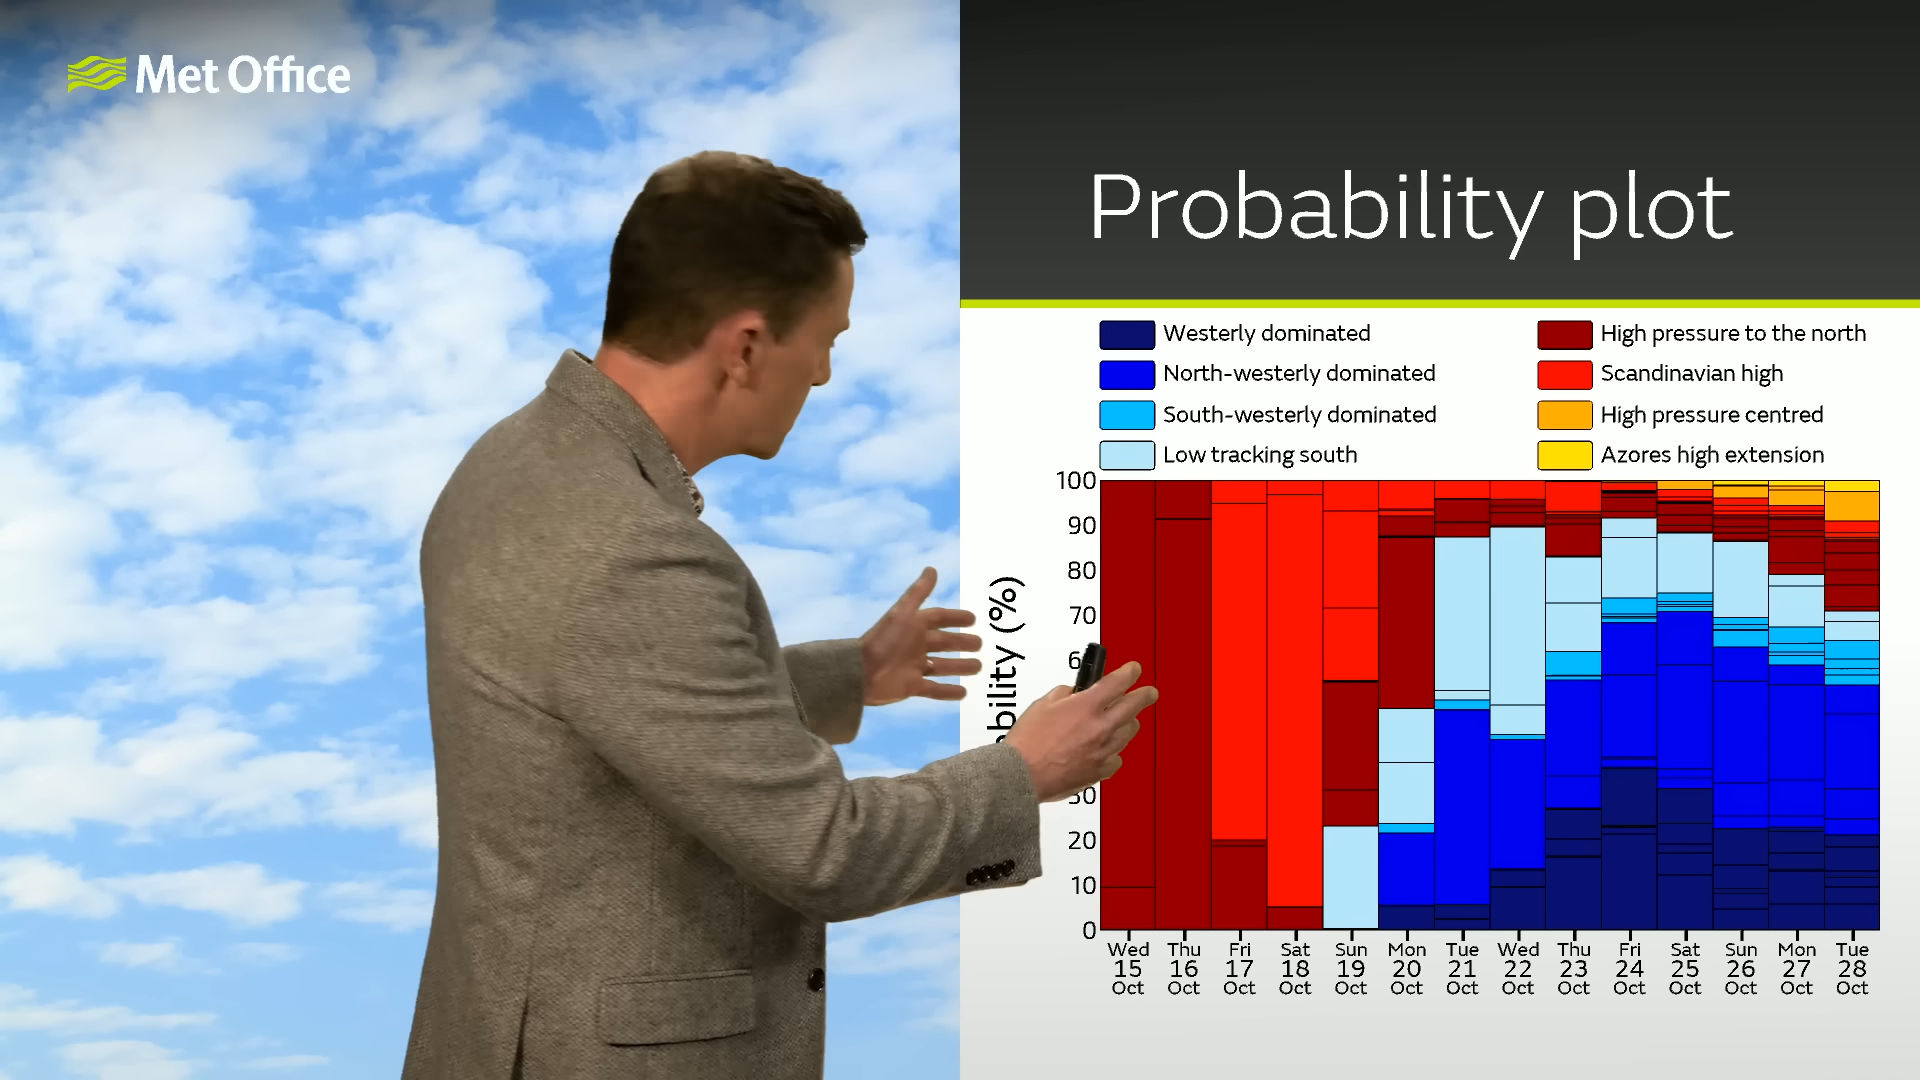 Met Office
Probability plot
Westerly dominated
North-westerly dominated
South-westerly dominated
Low tracking south
High pressure to the north
Scandinavian high
High pressure centred
Azores high extension
100
90
80
70
20
10
0
(%)
Wed Thu Fri Sat Sun Mon Tue Wed Thu Fri Sat Sun Mon Tue
15 16 17 18 19 20 21 22 23 24 25 26 27 28
Oct Oct Oct Oct Oct Oct Oct Oct Oct Oct Oct Oct Oct Oct